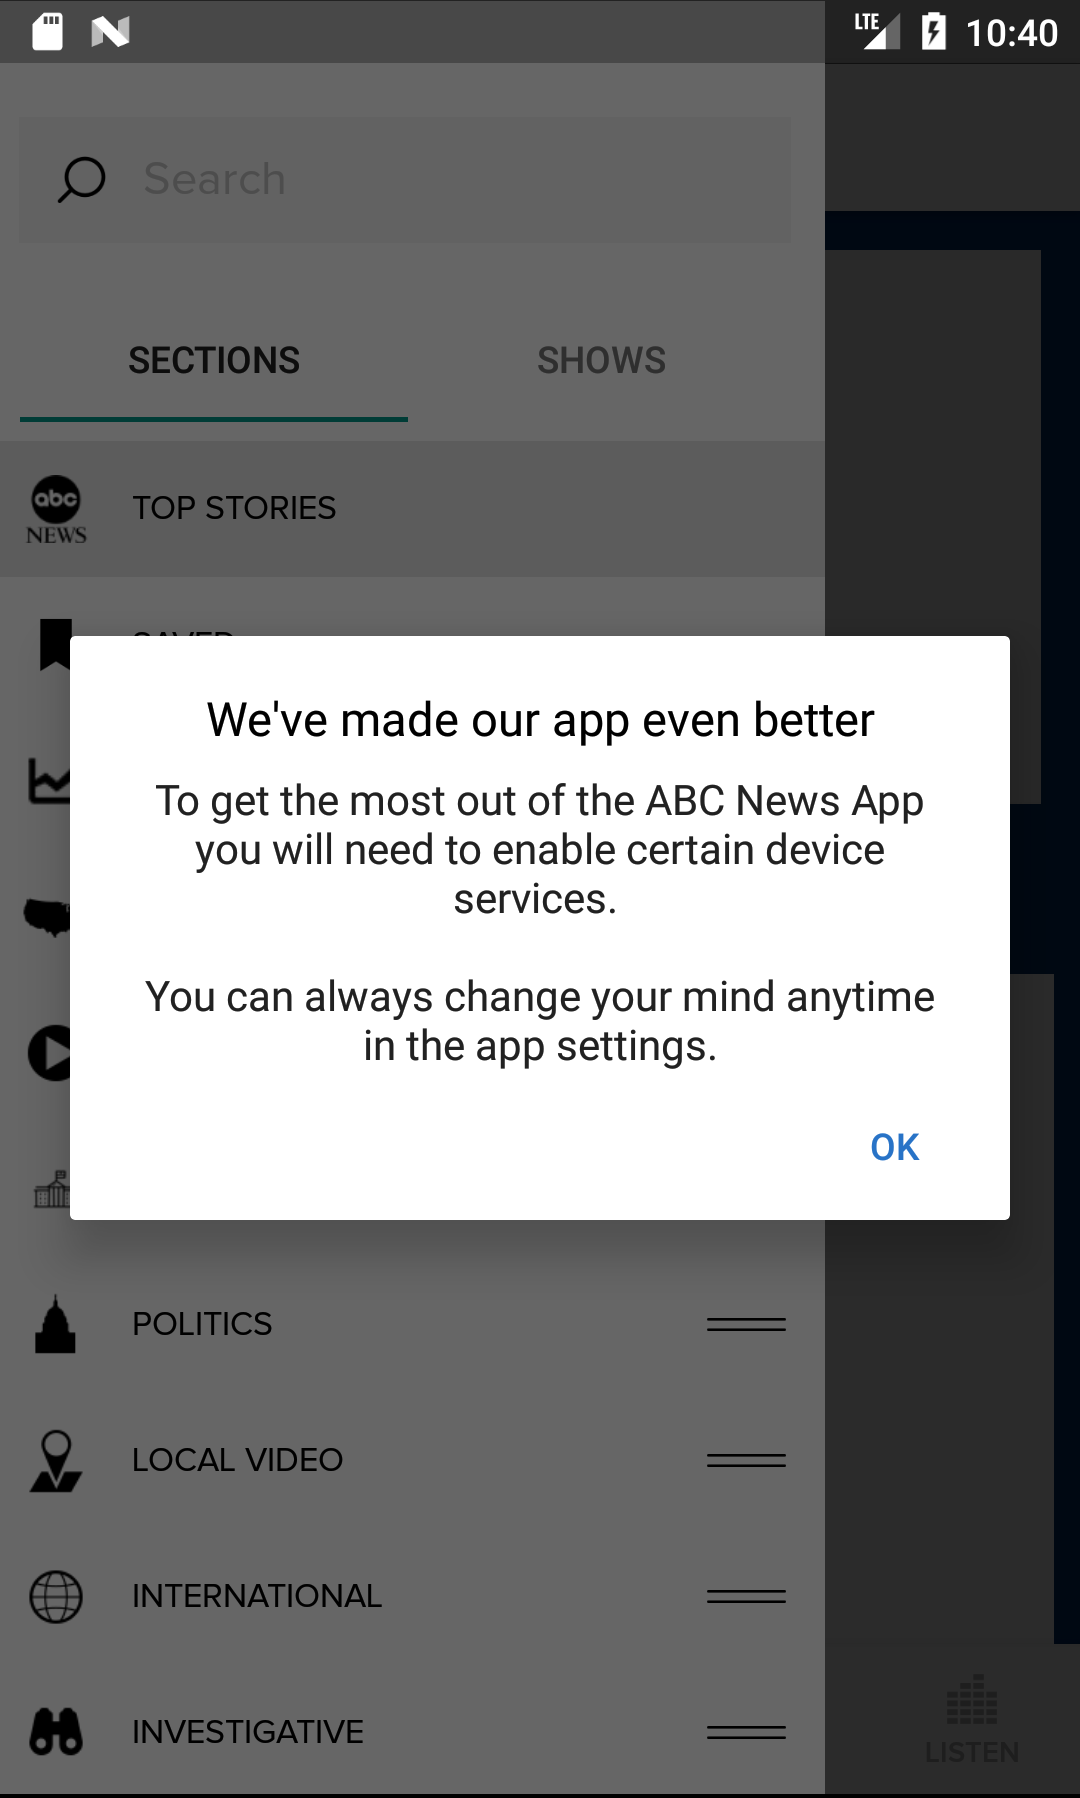 LTE 10:40
Search
SECTIONS SHOWS
abc NEWS TOP STORIES
SAVED
We've made our app even better
To get the most out of the ABC News App
you will need to enable certain device
services.
You can always change your mind anytime
in the app settings.
OK
POLITICS
LOCAL VIDEO
INTERNATIONAL
INVESTIGATIVE
LISTEN